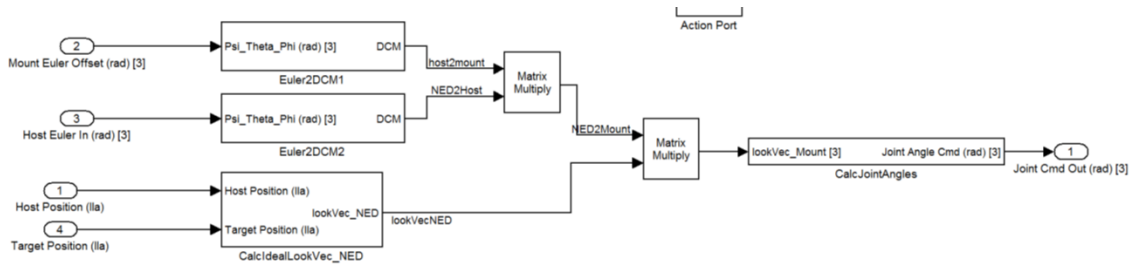 Action Port
2
Mount Euler Offset (rad) [3]
Psi_Theta_Phi (rad) [3]
DCM
Euler2DCM1
host2mount
Matrix
Multiply
3
Host Euler In (rad) [3]
Psi_Theta_Phi (rad) [3]
DCM
Euler2DCM2
NED2Host
NED2Mount
Matrix
Multiply
lookVec_Mount [3]
Joint Angle Cmd (rad) [3]
CalcJointAngles
1
Joint Cmd Out (rad) [3]
1
Host Position (lla)
Host Position (lla)
lookVec_NED
lookVecNED
4
Target Position (lla)
Target Position (lla)
CalcIdealLookVec_NED